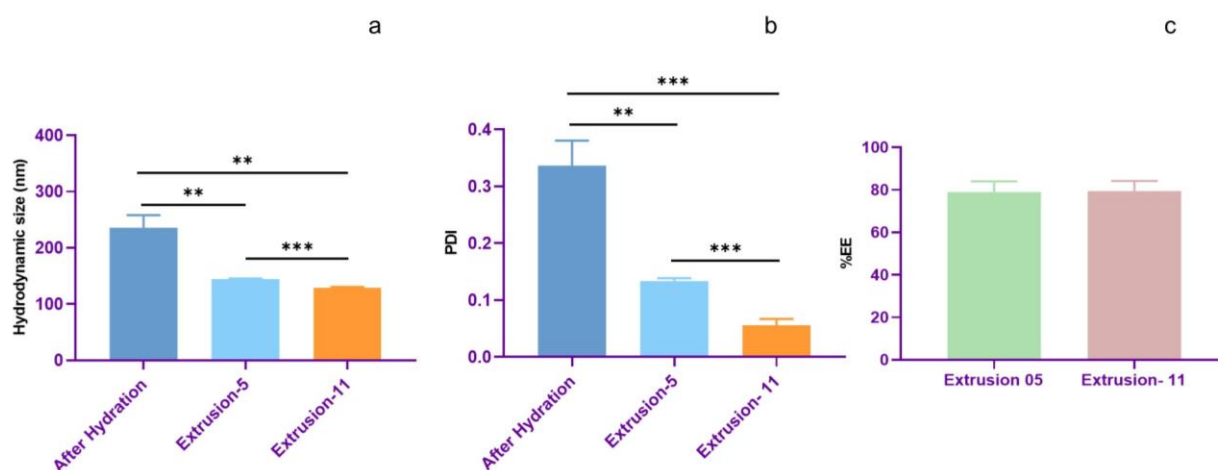 a
Hydrodynamic size (nm)
400
300
200
100
0
**
**
***
After Hydration
Extrusion-5
Extrusion-11
b
PDI
0.4
0.3
0.2
0.1
0.0
***
**
***
After Hydration
Extrusion-5
Extrusion- 11
c
%EE
100
80
60
40
20
0
Extrusion 05
Extrusion- 11